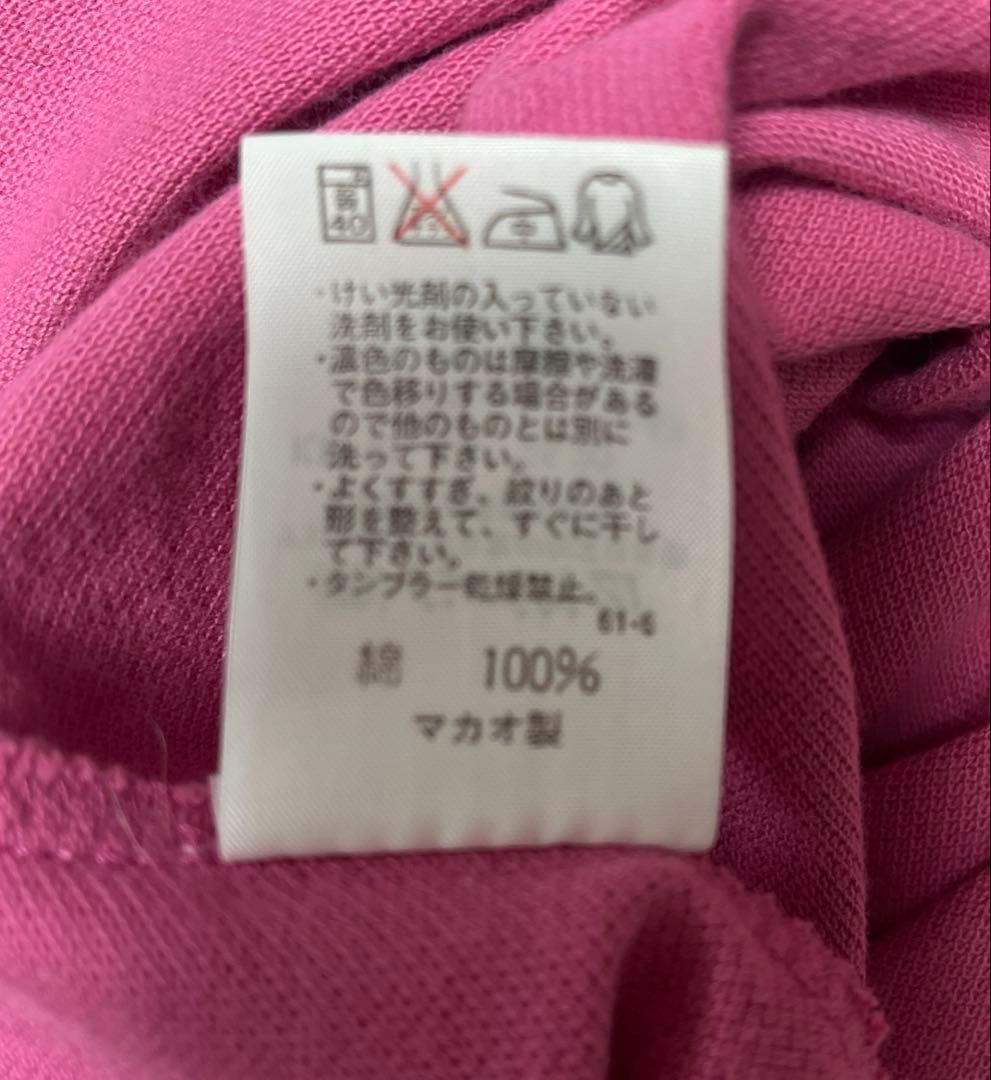 40
中
・けい光剤の入っていない
洗剤をお使い下さい。
・濃色のものは摩擦や洗濯
で色移りする場合がある
ので他のものとは別に
洗って下さい。
・よくすすぎ、絞りのあと
形を整えて、すぐに干し
て下さい。
・タンブラー乾燥禁止。
61-6
綿 100%
マカオ製